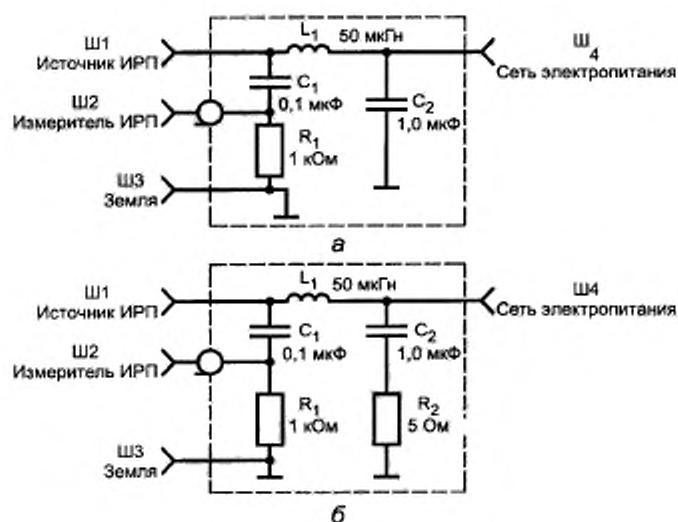 Ш1
Источник ИРП
Ш2
Измеритель ИРП
Ш3
Земля
L1
50 мкГн
C1
0,1 мкФ
R1
1 кОм
C2
1,0 мкФ
Ш4
Сеть электропитания
а
Ш1
Источник ИРП
Ш2
Измеритель ИРП
Ш3
Земля
L1
50 мкГн
C1
0,1 мкФ
R1
1 кОм
C2
1,0 мкФ
R2
5 Ом
Ш4
Сеть электропитания
б